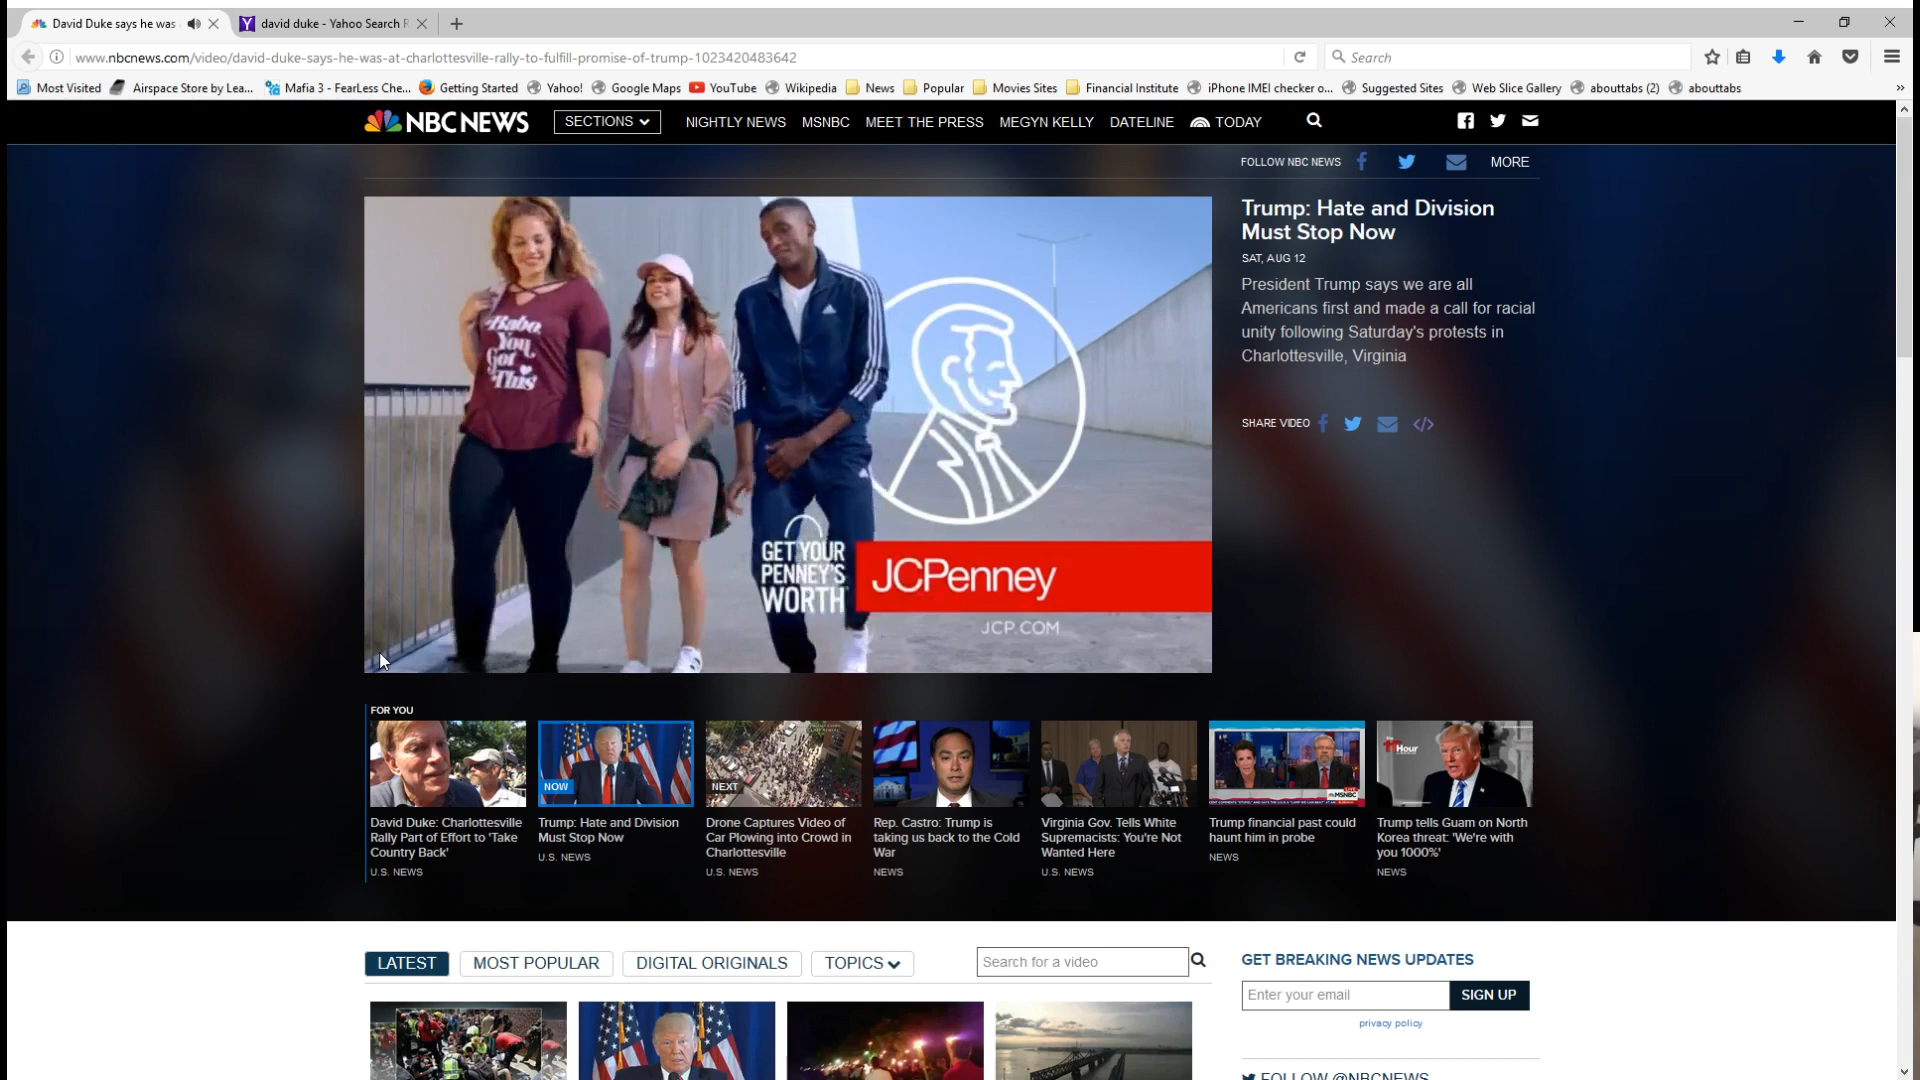 David Duke says he was
david duke - Yahoo Search R
www.nbcnews.com/video/david-duke-says-he-was-at-charlottesville-rally-to-fulfill-promise-of-trump-1023420483642
Search
Most Visited
Airspace Store by Lea...
Mafia 3 - FearLess Che...
Getting Started
Yahoo!
Google Maps
YouTube
Wikipedia
News
Popular
Movies Sites
Financial Institute
iPhone IMEI checker o...
Suggested Sites
Web Slice Gallery
abouttabs (2)
abouttabs
NBC NEWS
SECTIONS
NIGHTLY NEWS
MSNBC
MEET THE PRESS
MEGYN KELLY
DATELINE
TODAY
FOLLOW NBC NEWS
MORE
Babe,
You
Got
This
GET YOUR
PENNEY'S
WORTH
JCPenney
JCP.COM
Trump: Hate and Division
Must Stop Now
SAT, AUG 12
President Trump says we are all
Americans first and made a call for racial
unity following Saturday's protests in
Charlottesville, Virginia
SHARE VIDEO
FOR YOU
David Duke: Charlottesville
Rally Part of Effort to 'Take
Country Back'
U.S. NEWS
NOW
Trump: Hate and Division
Must Stop Now
U.S. NEWS
NEXT
Drone Captures Video of
Car Plowing into Crowd in
Charlottesville
U.S. NEWS
Rep. Castro: Trump is
taking us back to the Cold
War
NEWS
Virginia Gov. Tells White
Supremacists: You're Not
Wanted Here
U.S. NEWS
MSNBC
Trump financial past could
haunt him in probe
NEWS
11th Hour
Trump tells Guam on North
Korea threat: 'We're with
you 1000%'
NEWS
LATEST
MOST POPULAR
DIGITAL ORIGINALS
TOPICS
Search for a video
GET BREAKING NEWS UPDATES
Enter your email
SIGN UP
privacy policy
FOLLOW @NBCNEWS